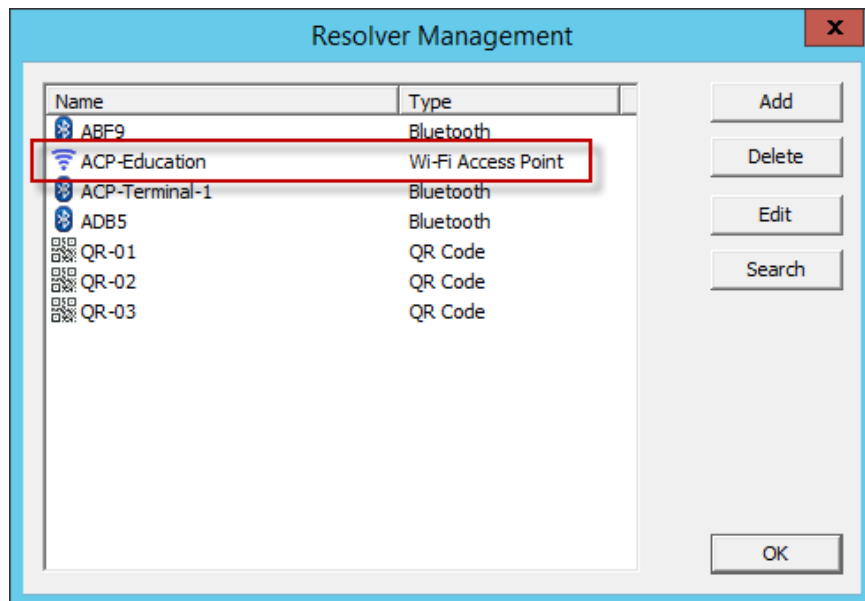 Resolver Management
x
Name Type
ABF9 Bluetooth
ACP-Education Wi-Fi Access Point
ACP-Terminal-1 Bluetooth
ADB5 Bluetooth
QR-01 QR Code
QR-02 QR Code
QR-03 QR Code
Add
Delete
Edit
Search
OK